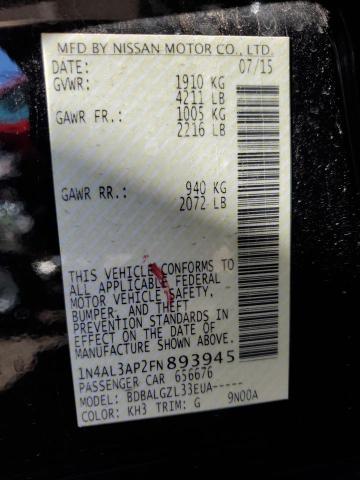 MFD BY NISSAN MOTOR CO., LTD.
DATE: 07/15
GVWR: 1910 KG
4211 LB
GAWR FR.: 1005 KG
2216 LB
GAWR RR.: 940 KG
2072 LB
THIS VEHICLE CONFORMS TO
ALL APPLICABLE FEDERAL
MOTOR VEHICLE SAFETY,
BUMPER, AND THEFT
PREVENTION STANDARDS IN
EFFECT ON THE DATE OF
MANUFACTURE SHOWN ABOVE.
1N4AL3AP2FN893945
PASSENGER CAR 656676
MODEL: BDBALGZL33EUA-----
COLOR: KH3 TRIM: G 9N00A